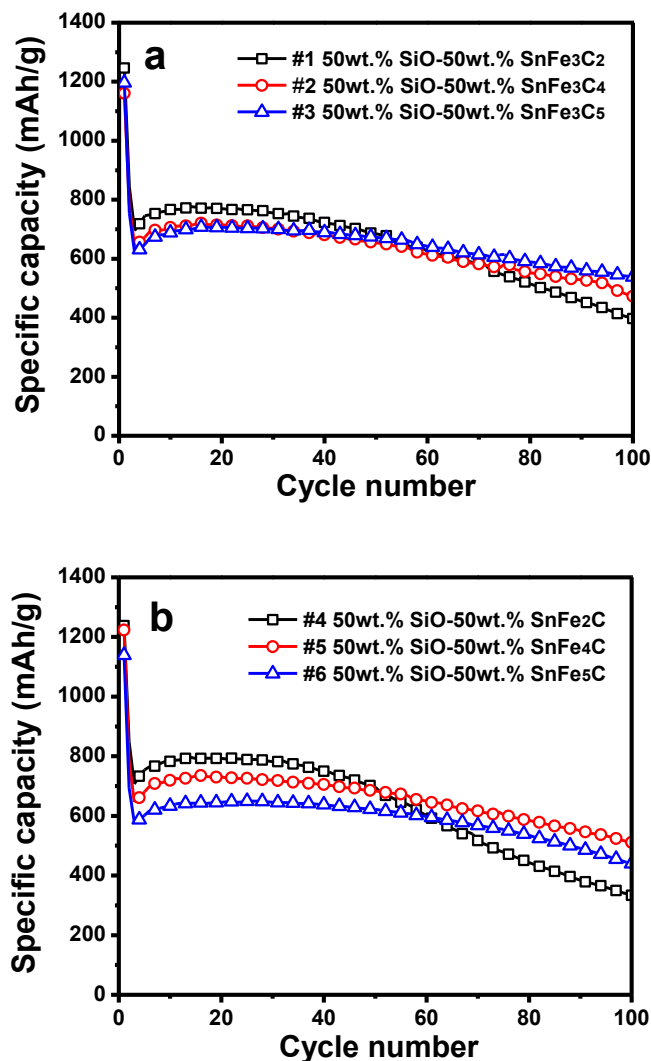 1400
1200
1000
800
600
400
200
0
Specific capacity (mAh/g)
a
#1 50wt.% SiO-50wt.% SnFe3C2
#2 50wt.% SiO-50wt.% SnFe3C4
#3 50wt.% SiO-50wt.% SnFe3C5
0 20 40 60 80 100
Cycle number
1400
1200
1000
800
600
400
200
0
Specific capacity (mAh/g)
b
#4 50wt.% SiO-50wt.% SnFe2C
#5 50wt.% SiO-50wt.% SnFe4C
#6 50wt.% SiO-50wt.% SnFe5C
0 20 40 60 80 100
Cycle number